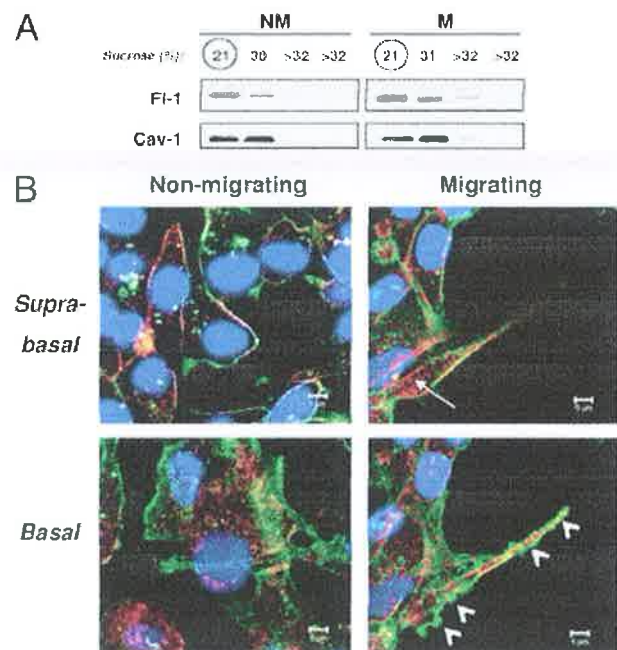 A
NM M
Sucrose (%): 21 30 >32 >32 21 31 >32 >32
Fl-1
Cav-1
B
Non-migrating Migrating
Supra-
basal
Basal